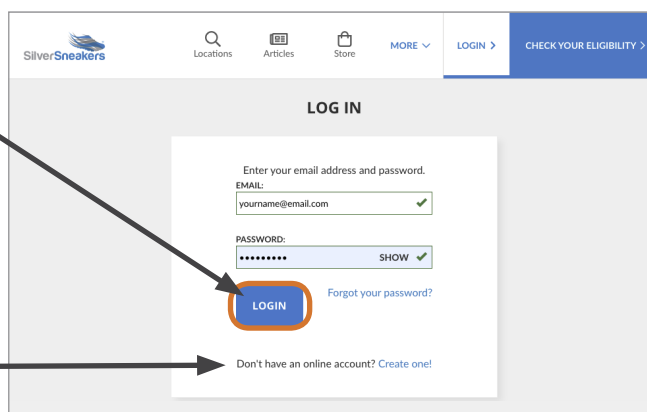 SilverSneakers
Locations
Articles
Store
MORE
LOGIN >
CHECK YOUR ELIGIBILITY >
LOG IN
Enter your email address and password.
EMAIL:
yourname@email.com
PASSWORD:
••••••••• SHOW
Forgot your password?
LOGIN
Don't have an online account? Create one!